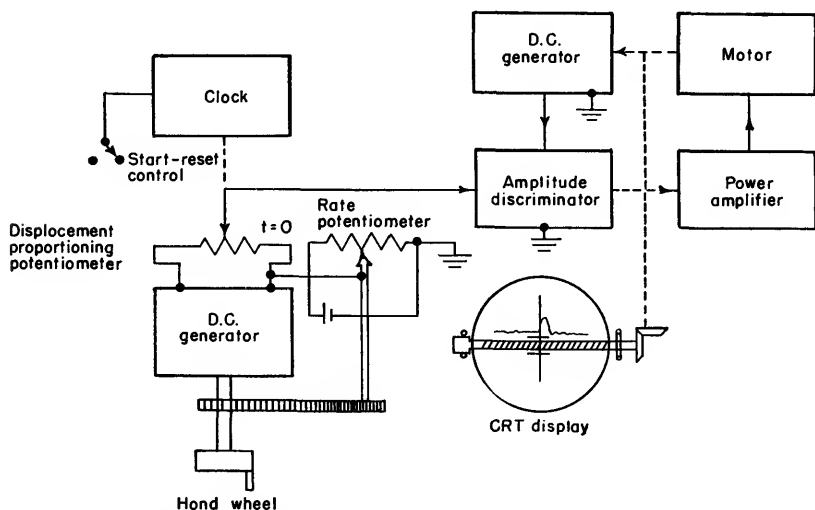 D.C.
generator
Motor
Clock
Start-reset
control
Amplitude
discriminator
Power
amplifier
Rate
potentiometer
t=0
Displacement
proportioning
potentiometer
D.C.
generator
CRT display
Hond wheel